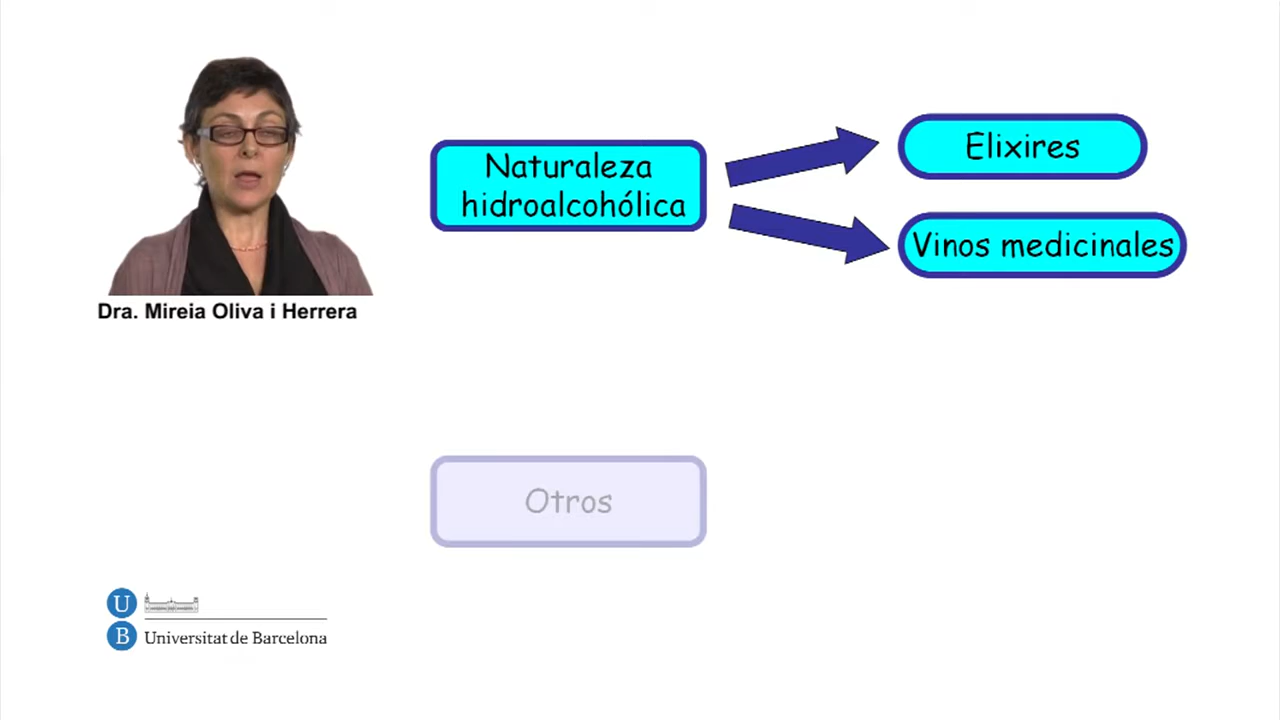 Naturaleza
hidroalcohólica
Elixires
Vinos medicinales
Dra. Mireia Oliva i Herrera
Otros
U
B
Universitat de Barcelona